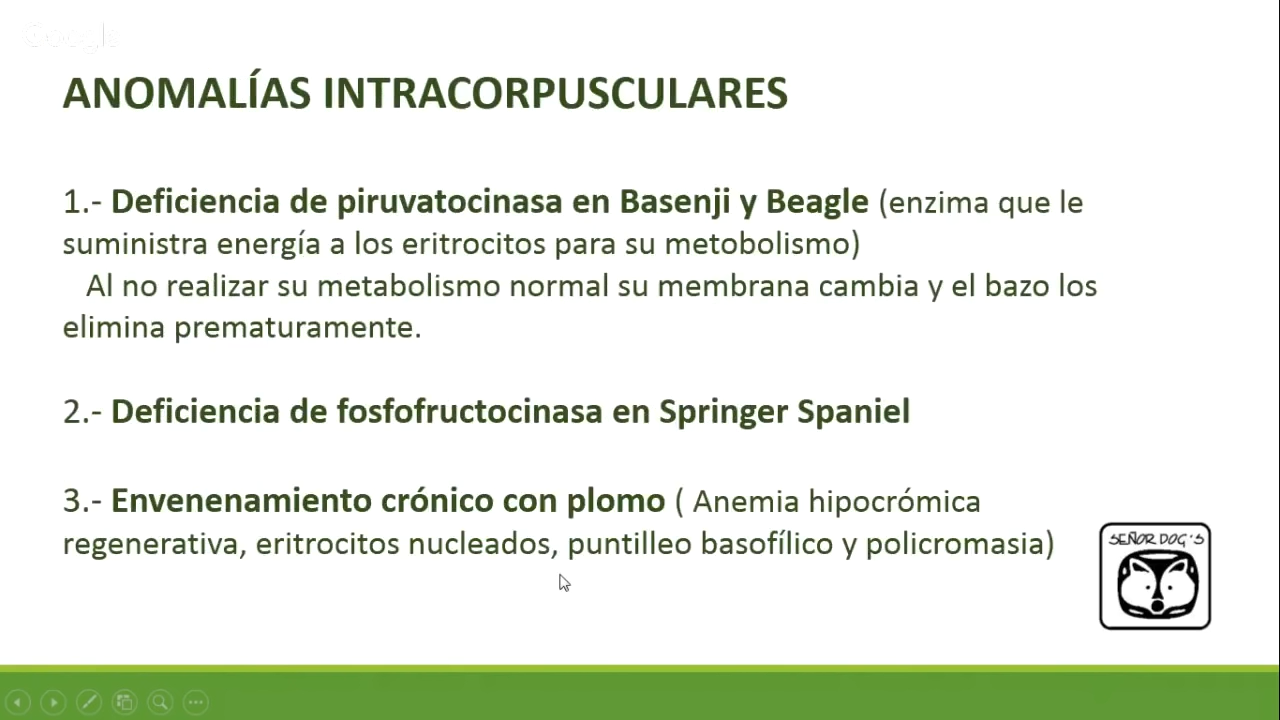 ANOMALÍAS INTRACORPUSCULARES
1.- Deficiencia de piruvatocinasa en Basenji y Beagle (enzima que le
suministra energía a los eritrocitos para su metobolismo)
Al no realizar su metabolismo normal su membrana cambia y el bazo los
elimina prematuramente.
2.- Deficiencia de fosfofructocinasa en Springer Spaniel
3.- Envenenamiento crónico con plomo ( Anemia hipocrómica
regenerativa, eritrocitos nucleados, puntilleo basofílico y policromasia)
SEÑOR DOG'S